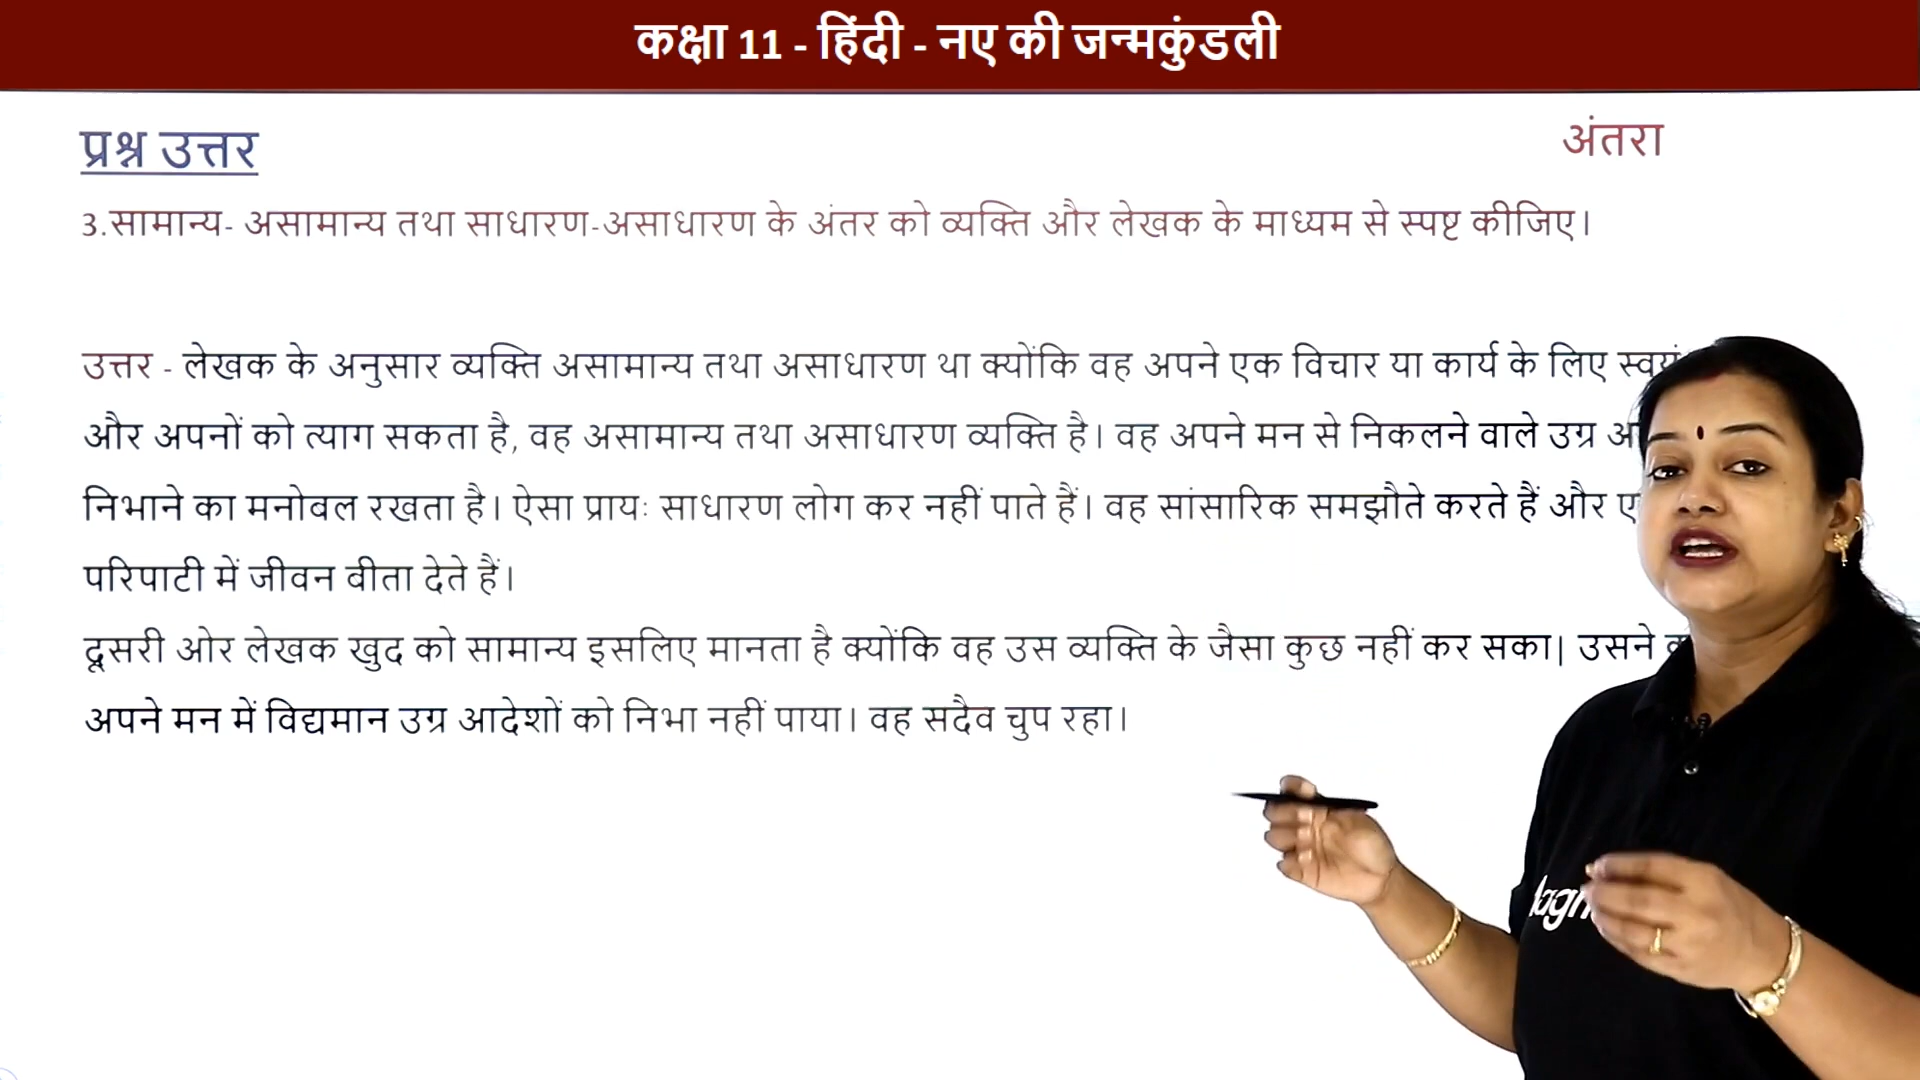 कक्षा 11 - हिंदी - नए की जन्मकुंडली
प्रश्न उत्तर
अंतरा
3.सामान्य- असामान्य तथा साधारण-असाधारण के अंतर को व्यक्ति और लेखक के माध्यम से स्पष्ट कीजिए।
उत्तर - लेखक के अनुसार व्यक्ति असामान्य तथा असाधारण था क्योंकि वह अपने एक विचार या कार्य के लिए स्वयं
और अपनों को त्याग सकता है, वह असामान्य तथा असाधारण व्यक्ति है। वह अपने मन से निकलने वाले उग्र
निभाने का मनोबल रखता है। ऐसा प्रायः साधारण लोग कर नहीं पाते हैं। वह सांसारिक समझौते करते हैं और
परिपाटी में जीवन वीता देते हैं।
दूसरी ओर लेखक खुद को सामान्य इसलिए मानता है क्योंकि वह उस व्यक्ति के जैसा कुछ नहीं कर सका| उसने
अपने मन में विद्यमान उग्र आदेशों को निभा नहीं पाया। वह सदैव चुप रहा।